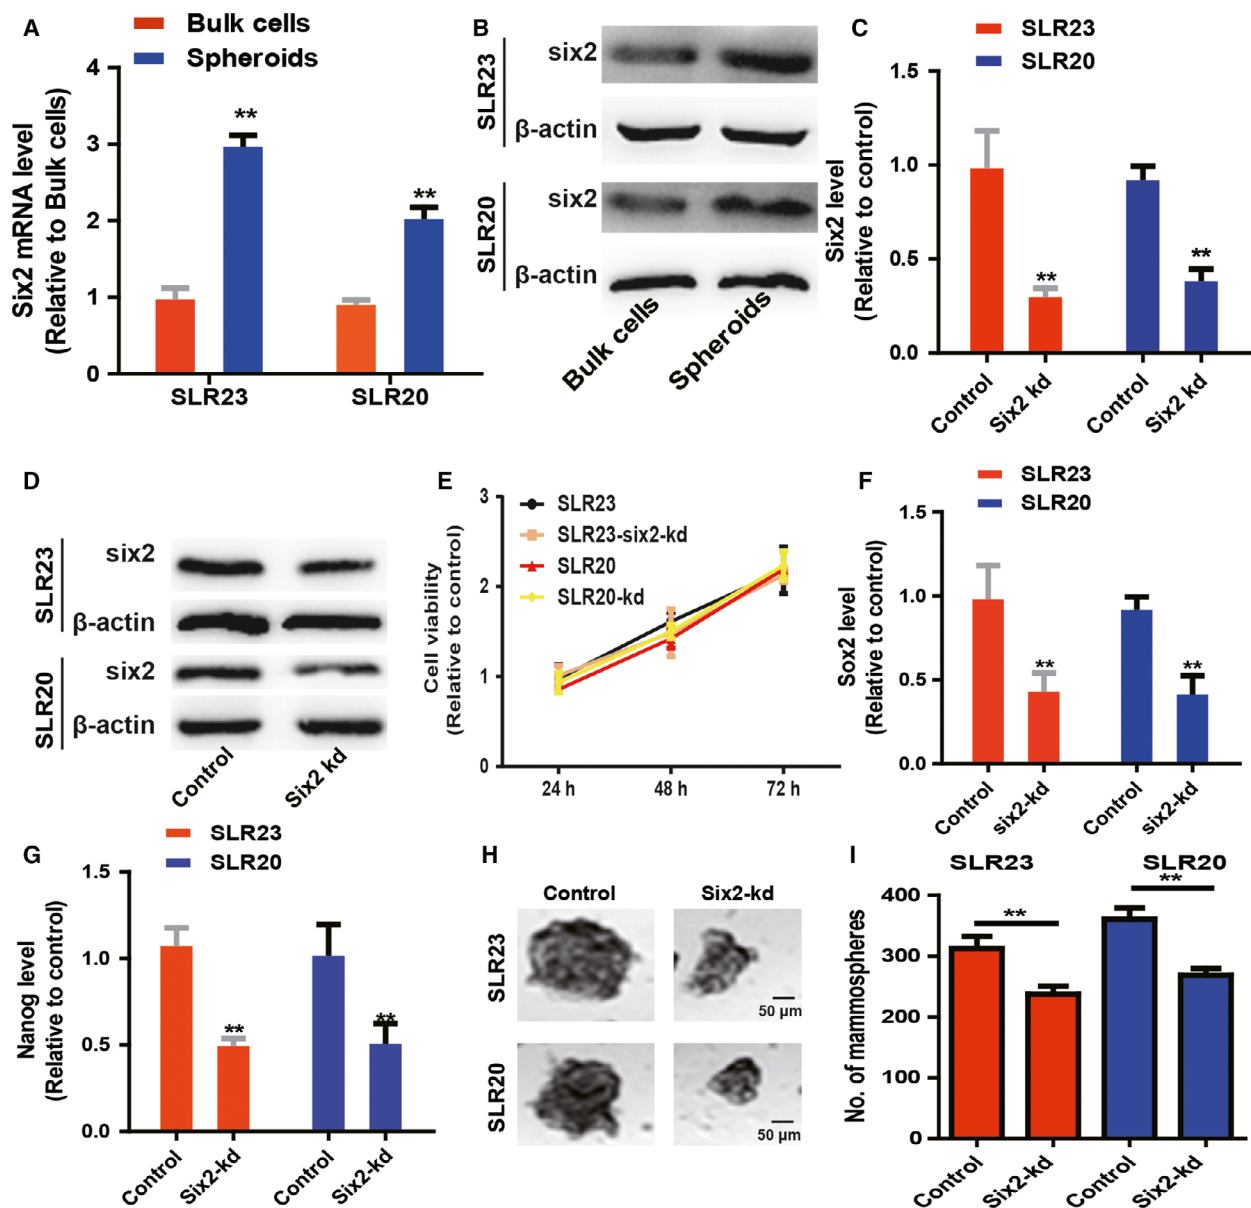 A
Bulk cells
Spheroids
Six2 mRNA level
(Relative to Bulk cells)
4
3
2
1
0
**
**
SLR23
SLR20
B
SLR23
six2
β-actin
SLR20
six2
β-actin
Bulk cells
Spheroids
C
SLR23
SLR20
Six2 level
(Relative to control)
1.5
1.0
0.5
0.0
**
**
Control
Six2 kd
Control
Six2 kd
D
SLR23
six2
β-actin
SLR20
six2
β-actin
Control
Six2 kd
E
SLR23
SLR23-six2-kd
SLR20
SLR20-kd
Cell viability
(Relative to control)
3
2
1
0
24 h
48 h
72 h
F
SLR23
SLR20
Sox2 level
(Relative to control)
1.5
1.0
0.5
0.0
**
**
Control
six2-kd
Control
six2-kd
G
SLR23
SLR20
Nanog level
(Relative to control)
1.5
1.0
0.5
0.0
**
**
Control
Six2-kd
Control
Six2-kd
H
Control
Six2-kd
SLR23
50 μm
SLR20
50 μm
I
SLR23
SLR20
No. of mammospheres
400
300
200
100
0
**
**
Control
Six2-kd
Control
Six2-kd